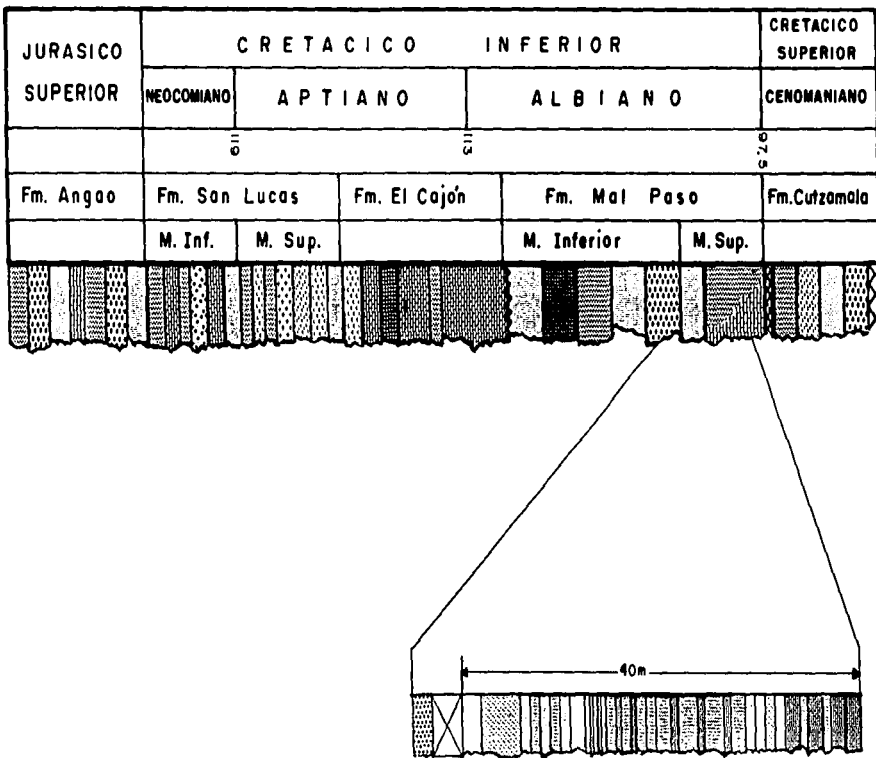 JURASICO SUPERIOR
CRETACICO INFERIOR
CRETACICO SUPERIOR
NEOCOMIANO
APTIANO
ALBIANO
CENOMANIANO
119
113
97.5
Fm. Angao
Fm. San Lucas
Fm. El Cajón
Fm. Mal Paso
Fm. Cutzamala
M. Inf.
M. Sup.
M. Inferior
M. Sup.
40m